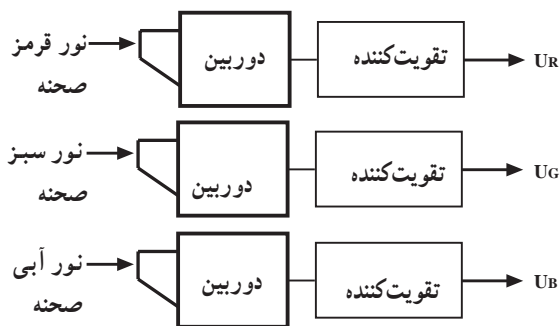 نور قرمز
صحنه
دوربین
تقویت‌کننده
UR
نور سبز
صحنه
دوربین
تقویت‌کننده
UG
نور آبی
صحنه
دوربین
تقویت‌کننده
UB